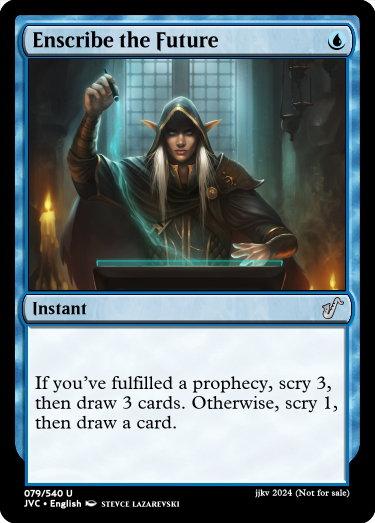 Enscribe the Future
Instant
If you've fulfilled a prophecy, scry 3,
then draw 3 cards. Otherwise, scry 1,
then draw a card.
079/540 U
jjkv 2024 (Not for sale)
JVC • English STEVCE LAZAREVSKI